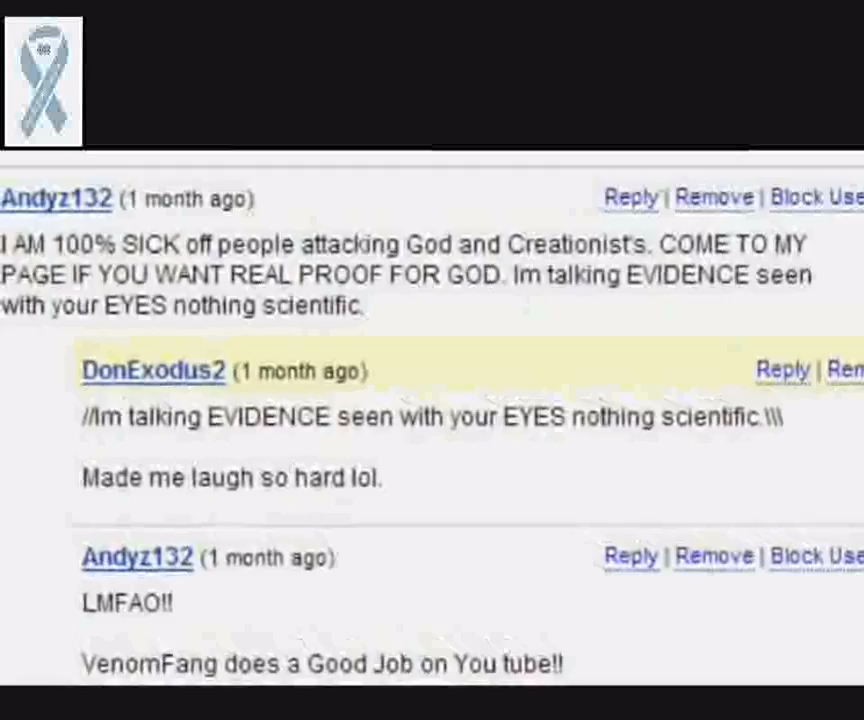 Andyz132 (1 month ago) Reply | Remove | Block Use
I AM 100% SICK off people attacking God and Creationist's. COME TO MY
PAGE IF YOU WANT REAL PROOF FOR GOD. Im talking EVIDENCE seen
with your EYES nothing scientific.
DonExodus2 (1 month ago) Reply | Rem
//Im talking EVIDENCE seen with your EYES nothing scientific.\\\
Made me laugh so hard lol.
Andyz132 (1 month ago) Reply | Remove | Block Use
LMFAO!!
VenomFang does a Good Job on You tube!!